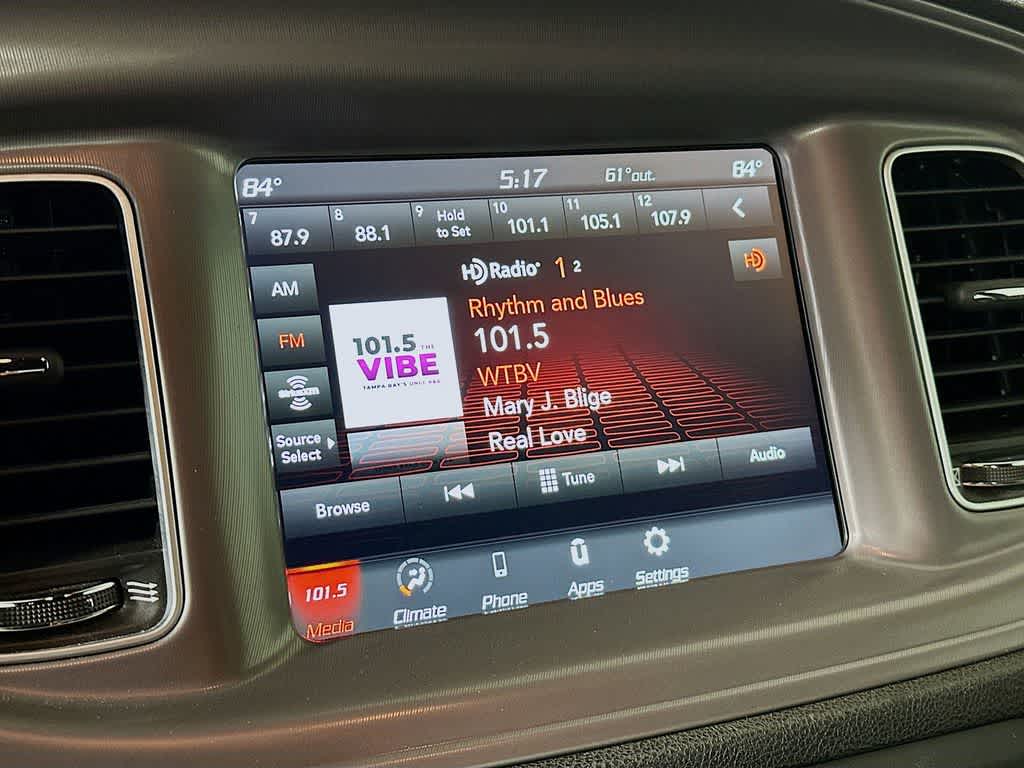 84° 5:17 61°out. 84°
7 87.9
8 88.1
9 Hold to Set
10 101.1
11 105.1
12 107.9
HD Radio 1 2
HD
AM
FM
SiriusXM
Source
Select
101.5 THE
VIBE
TAMPA BAY'S ONLY R&B
Rhythm and Blues
101.5
WTBV
Mary J. Blige
Real Love
Browse Tune Audio
101.5
Media Climate Phone Apps Settings